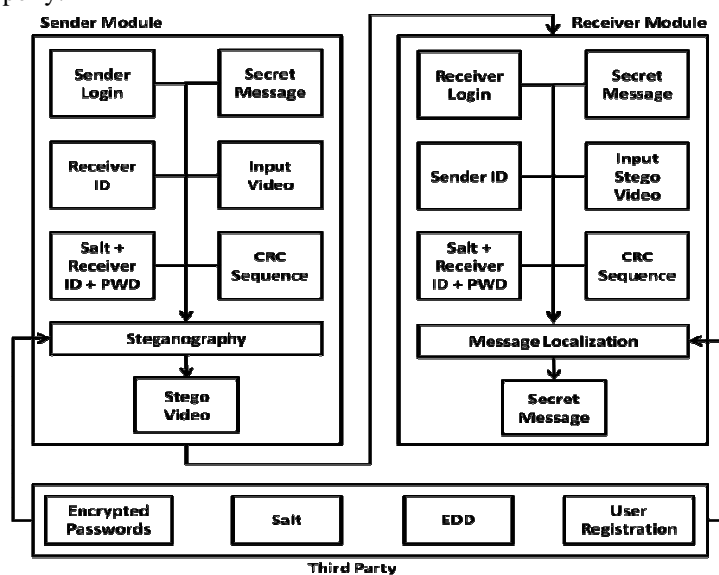 party.
Sender Module
Receiver Module
Sender
Login
Secret
Message
Receiver
ID
Input
Video
Salt +
Receiver
ID + PWD
CRC
Sequence
Steganography
Stego
Video
Receiver
Login
Secret
Message
Sender ID
Input
Stego
Video
Salt +
Receiver
ID + PWD
CRC
Sequence
Message Localization
Secret
Message
Encrypted
Passwords
Salt
EDD
User
Registration
Third Party